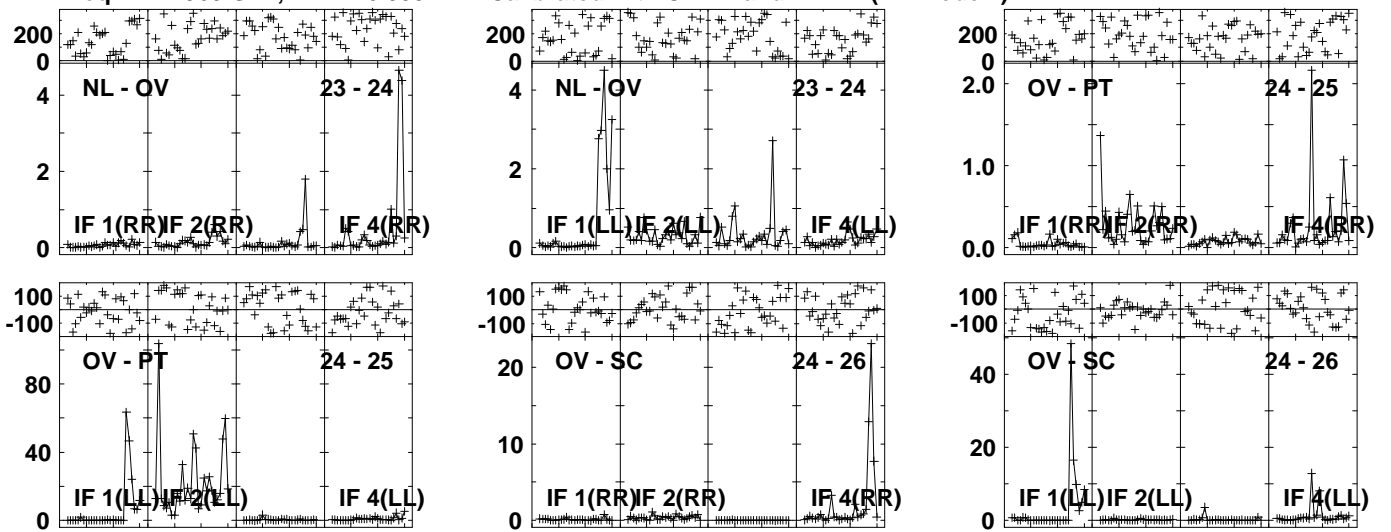 200
0
NL - OV 23 - 24
4
2
0
IF 1(RR) IF 2(RR) IF 4(RR)
200
0
NL - OV 23 - 24
4
2
0
IF 1(LL) IF 2(LL) IF 4(LL)
200
0
OV - PT 24 - 25
2.0
1.0
0.0
IF 1(RR) IF 2(RR) IF 4(RR)
100
-100
OV - PT 24 - 25
80
40
0
IF 1(LL) IF 2(LL) IF 4(LL)
100
-100
OV - SC 24 - 26
20
10
0
IF 1(RR) IF 2(RR) IF 4(RR)
100
-100
OV - SC 24 - 26
40
20
0
IF 1(LL) IF 2(LL) IF 4(LL)